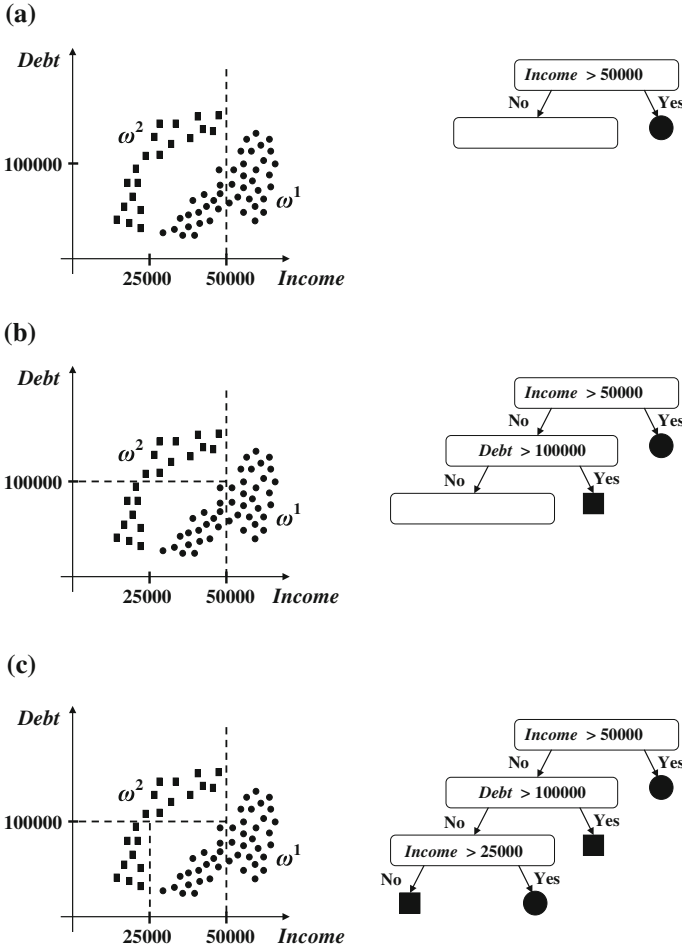 (a)
Debt
ω²
100000
ω¹
25000 50000 Income
Income > 50000
No Yes
(b)
Debt
ω²
100000
ω¹
25000 50000 Income
Income > 50000
No Yes
Debt > 100000
No Yes
(c)
Debt
ω²
100000
ω¹
25000 50000 Income
Income > 50000
No Yes
Debt > 100000
No Yes
Income > 25000
No Yes